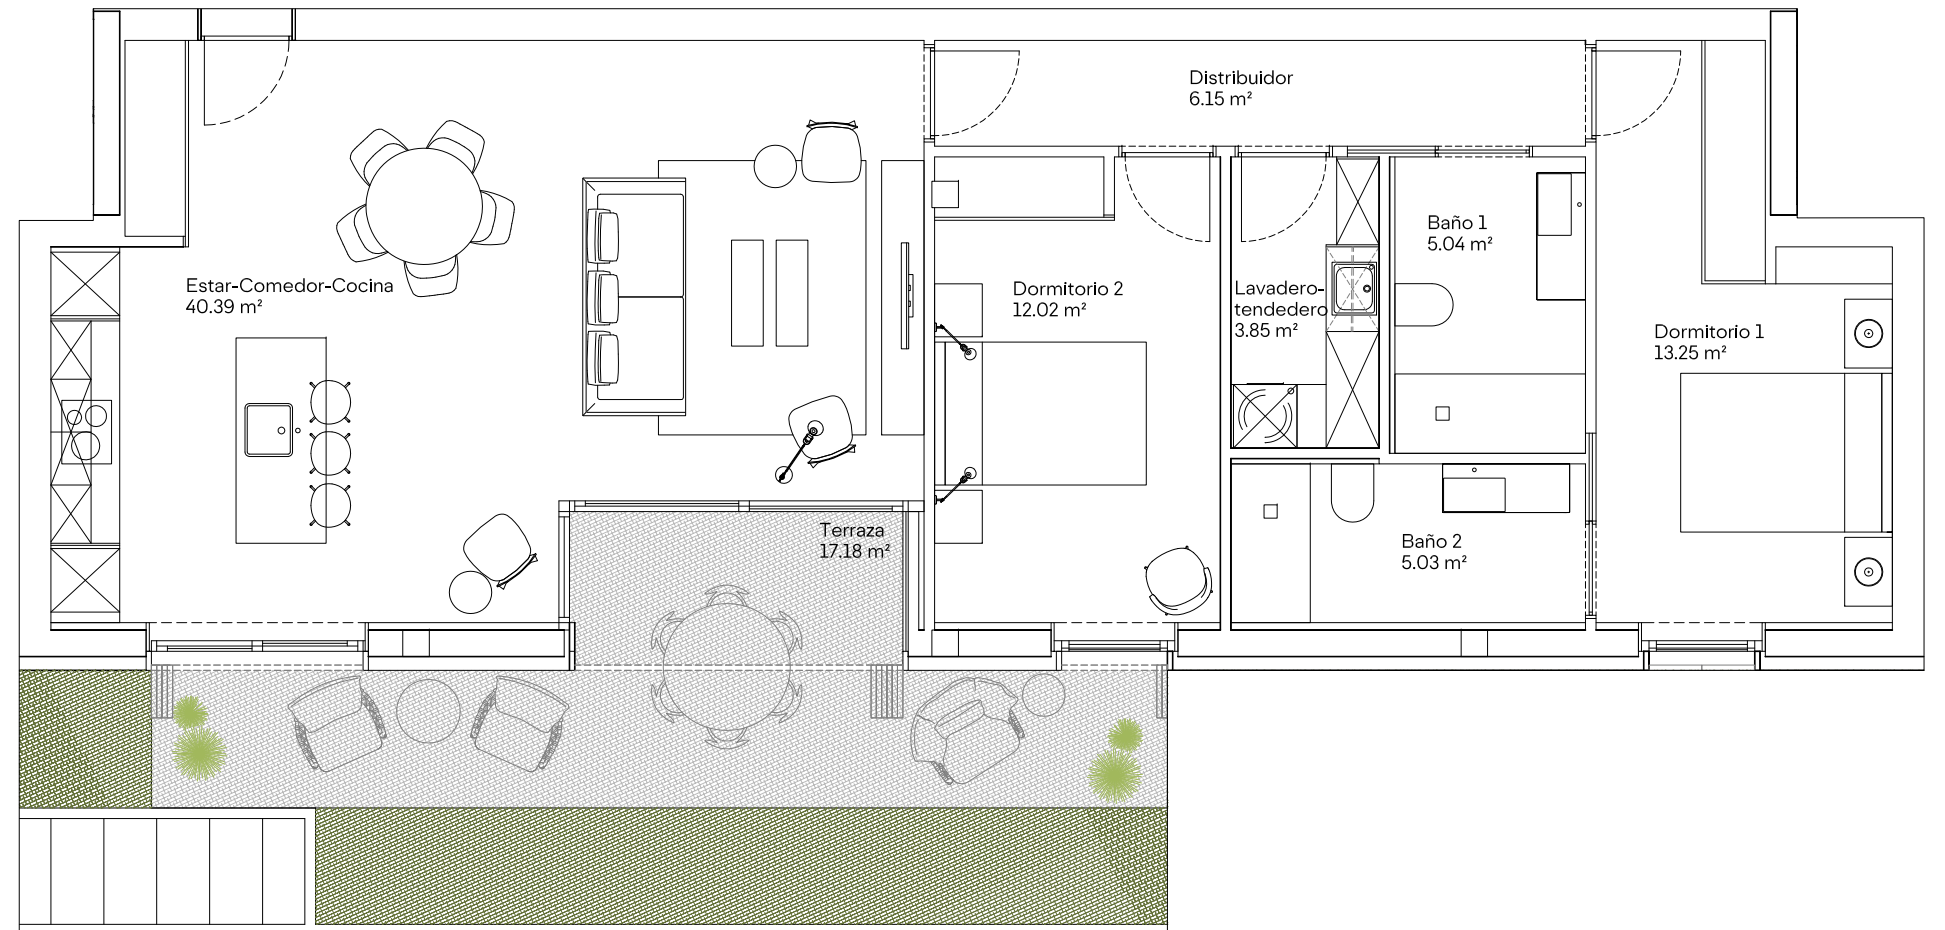 Distribuidor
6.15 m²
Baño 1
5.04 m²
Estar-Comedor-Cocina
40.39 m²
Dormitorio 2
12.02 m²
Lavadero-
tendedero
3.85 m²
Dormitorio 1
13.25 m²
Terraza
17.18 m²
Baño 2
5.03 m²